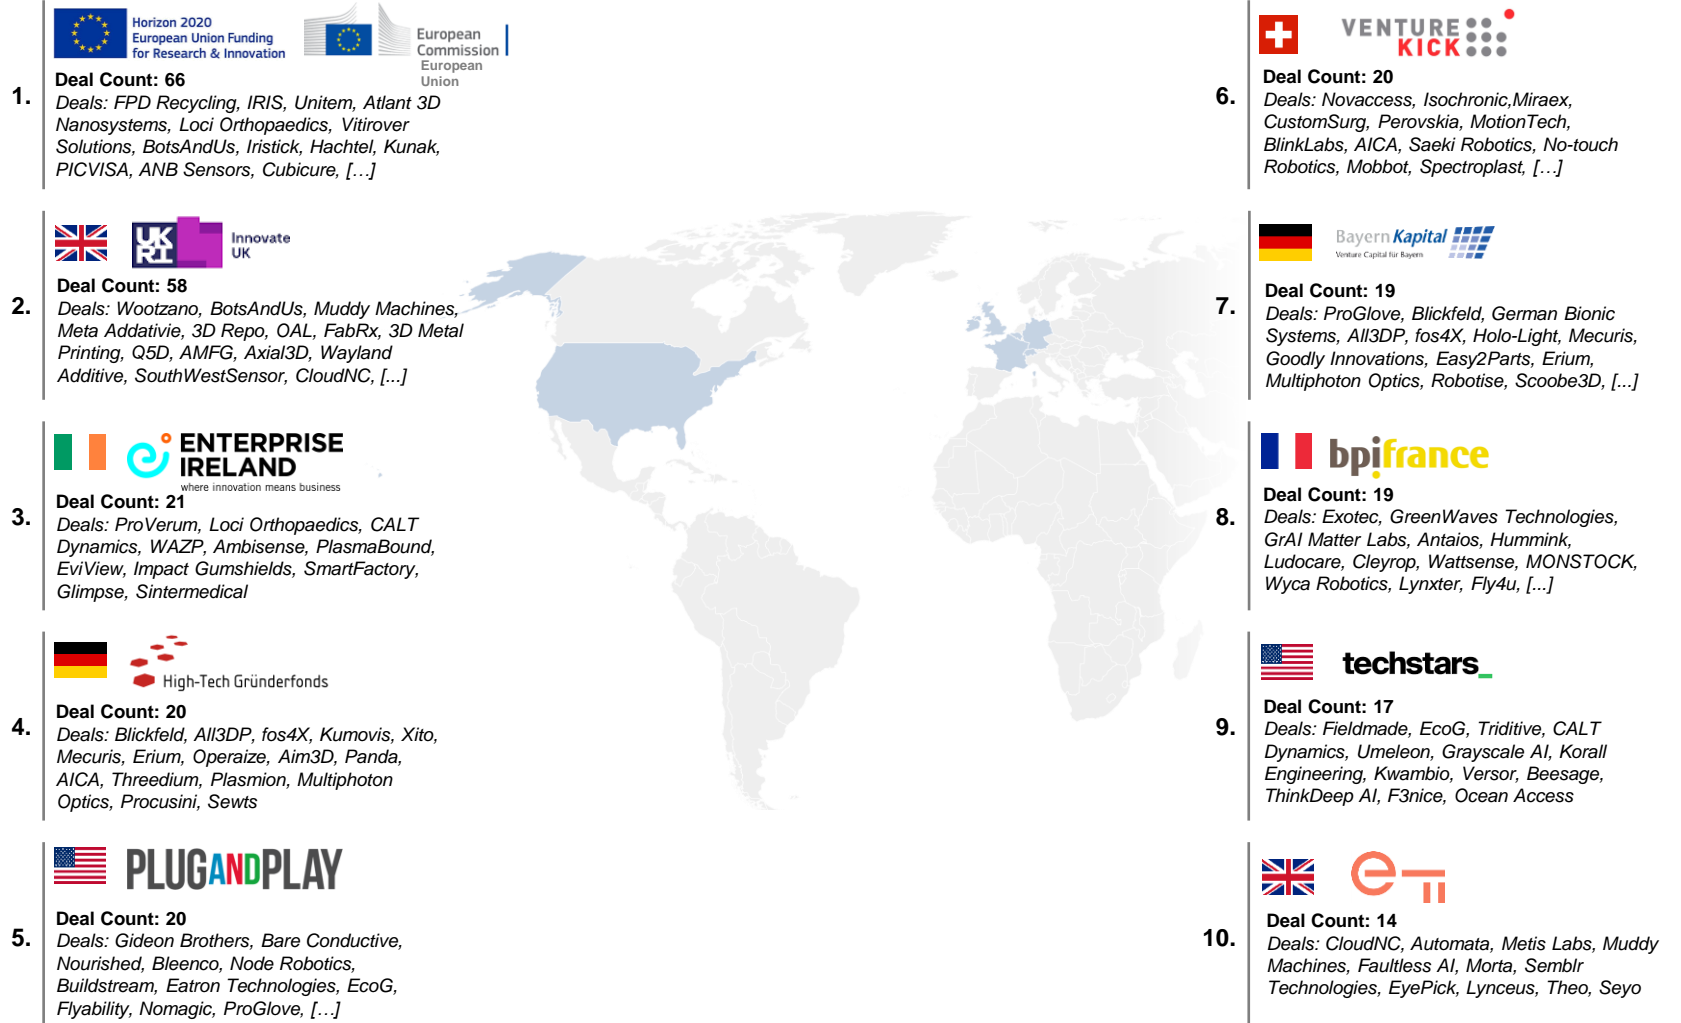 1.
Horizon 2020
European Union Funding
for Research & Innovation
European
Commission
European
Union
Deal Count: 66
Deals: FPD Recycling, IRIS, Unitem, Atlant 3D
Nanosystems, Loci Orthopaedics, Vitirover
Solutions, BotsAndUs, Iristick, Hachtel, Kunak,
PICVISA, ANB Sensors, Cubicure, […]
2.
UK
RI
Innovate
UK
Deal Count: 58
Deals: Wootzano, BotsAndUs, Muddy Machines,
Meta Addativie, 3D Repo, OAL, FabRx, 3D Metal
Printing, Q5D, AMFG, Axial3D, Wayland
Additive, SouthWestSensor, CloudNC, [...]
3.
ENTERPRISE
IRELAND
where innovation means business
Deal Count: 21
Deals: ProVerum, Loci Orthopaedics, CALT
Dynamics, WAZP, Ambisense, PlasmaBound,
EviView, Impact Gumshields, SmartFactory,
Glimpse, Sintermedical
4.
High-Tech Gründerfonds
Deal Count: 20
Deals: Blickfeld, All3DP, fos4X, Kumovis, Xito,
Mecuris, Erium, Operaize, Aim3D, Panda,
AICA, Threedium, Plasmion, Multiphoton
Optics, Procusini, Sewts
5.
PLUGANDPLAY
Deal Count: 20
Deals: Gideon Brothers, Bare Conductive,
Nourished, Bleenco, Node Robotics,
Buildstream, Eatron Technologies, EcoG,
Flyability, Nomagic, ProGlove, […]
6.
VENTURE
KICK
Deal Count: 20
Deals: Novaccess, Isochronic,Miraex,
CustomSurg, Perovskia, MotionTech,
BlinkLabs, AICA, Saeki Robotics, No-touch
Robotics, Mobbot, Spectroplast, […]
7.
Bayern Kapital
Venture Capital für Bayern
Deal Count: 19
Deals: ProGlove, Blickfeld, German Bionic
Systems, All3DP, fos4X, Holo-Light, Mecuris,
Goodly Innovations, Easy2Parts, Erium,
Multiphoton Optics, Robotise, Scoobe3D, [...]
8.
bpifrance
Deal Count: 19
Deals: Exotec, GreenWaves Technologies,
GrAI Matter Labs, Antaios, Hummink,
Ludocare, Cleyrop, Wattsense, MONSTOCK,
Wyca Robotics, Lynxter, Fly4u, [...]
9.
techstars_
Deal Count: 17
Deals: Fieldmade, EcoG, Triditive, CALT
Dynamics, Umeleon, Grayscale AI, Korall
Engineering, Kwambio, Versor, Beesage,
ThinkDeep AI, F3nice, Ocean Access
10.
Deal Count: 14
Deals: CloudNC, Automata, Metis Labs, Muddy
Machines, Faultless AI, Morta, Semblr
Technologies, EyePick, Lynceus, Theo, Seyo